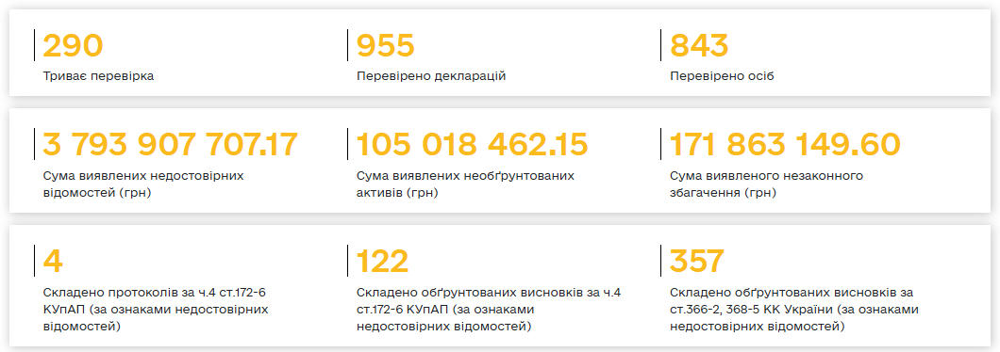 290
Триває перевірка
955
Перевірено декларацій
843
Перевірено осіб
3 793 907 707.17
Сума виявлених недостовірних
відомостей (грн)
105 018 462.15
Сума виявлених необґрунтованих
активів (грн)
171 863 149.60
Сума виявленого незаконного
збагачення (грн)
4
Складено протоколів за ч.4 ст.172-6
КУпАП (за ознаками недостовірних
відомостей)
122
Складено обґрунтованих висновків за ч.4
ст.172-6 КУпАП (за ознаками
недостовірних відомостей)
357
Складено обґрунтованих висновків за
ст.366-2, 368-5 КК України (за ознаками
недостовірних відомостей)